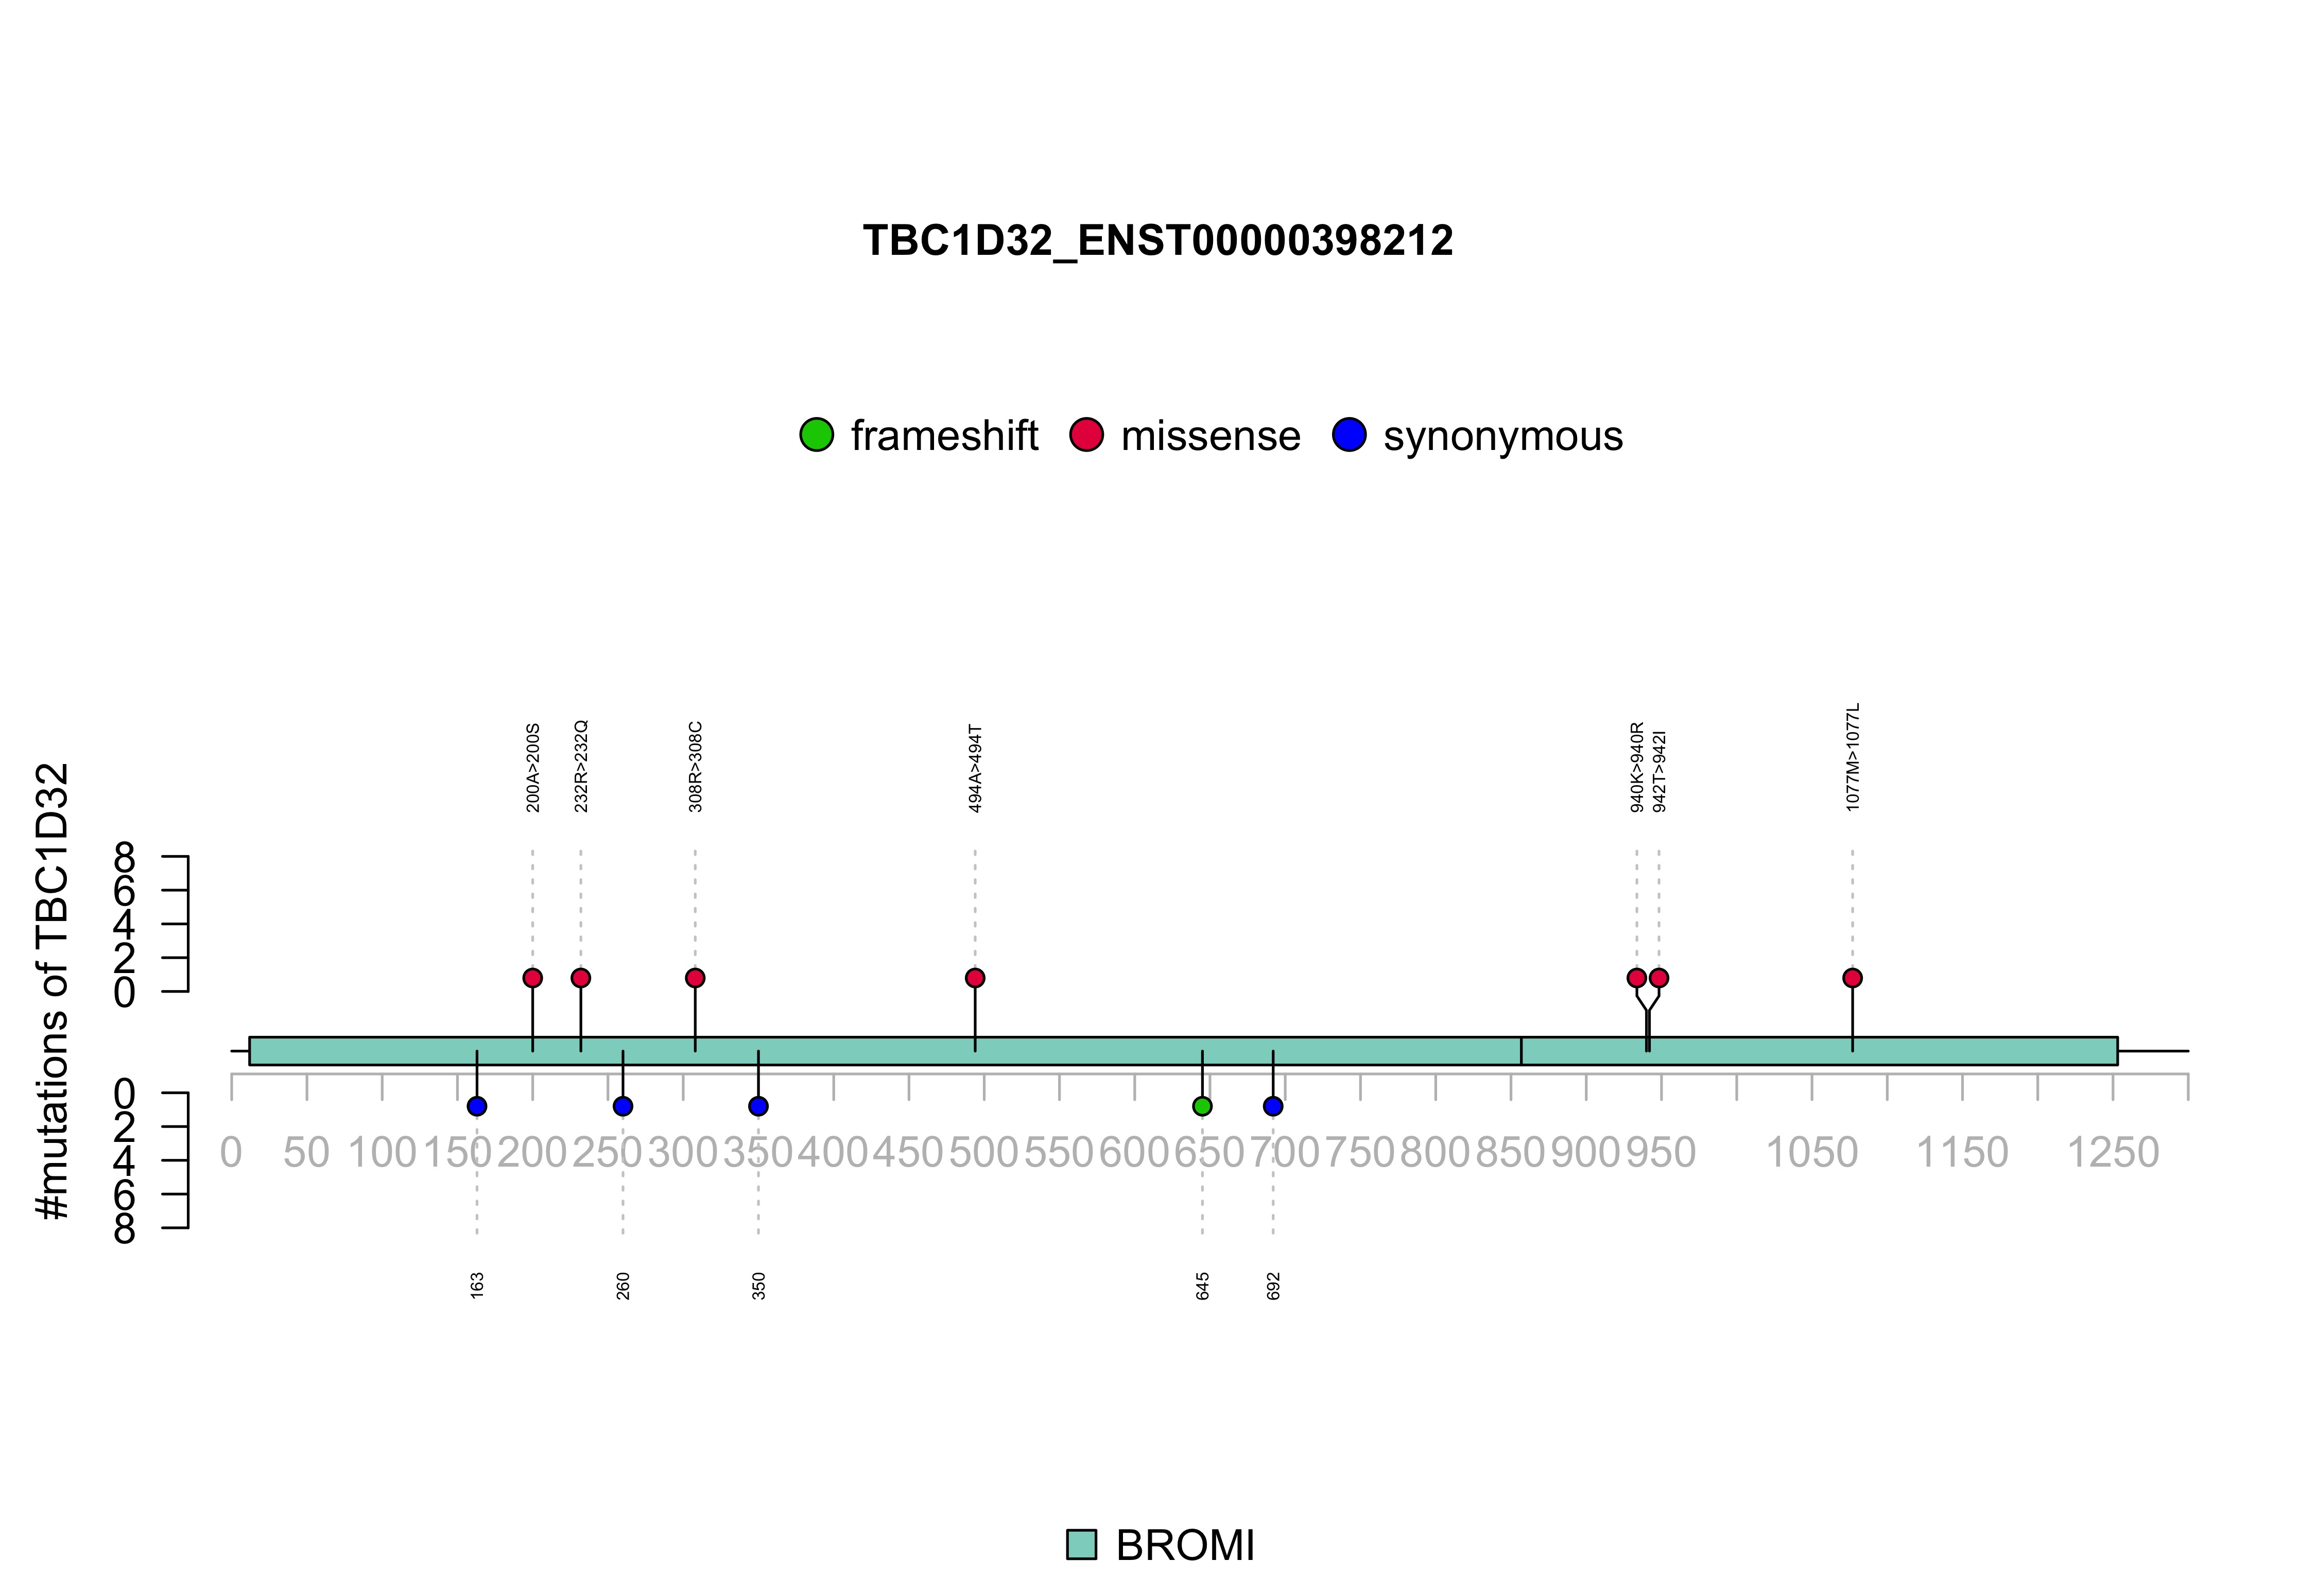 TBC1D32_ENST00000398212
frameshift missense synonymous
200A>200S 232R>232Q 308R>308C 494A>494T 940K>940R 942T>942I 1077M>1077L
#mutations of TBC1D32
8
6
4
2
0
0
2
4
6
8
0 50 100 150 200 250 300 350 400 450 500 550 600 650 700 750 800 850 900 950 1050 1150 1250
163 260 350 645 692
BROMI